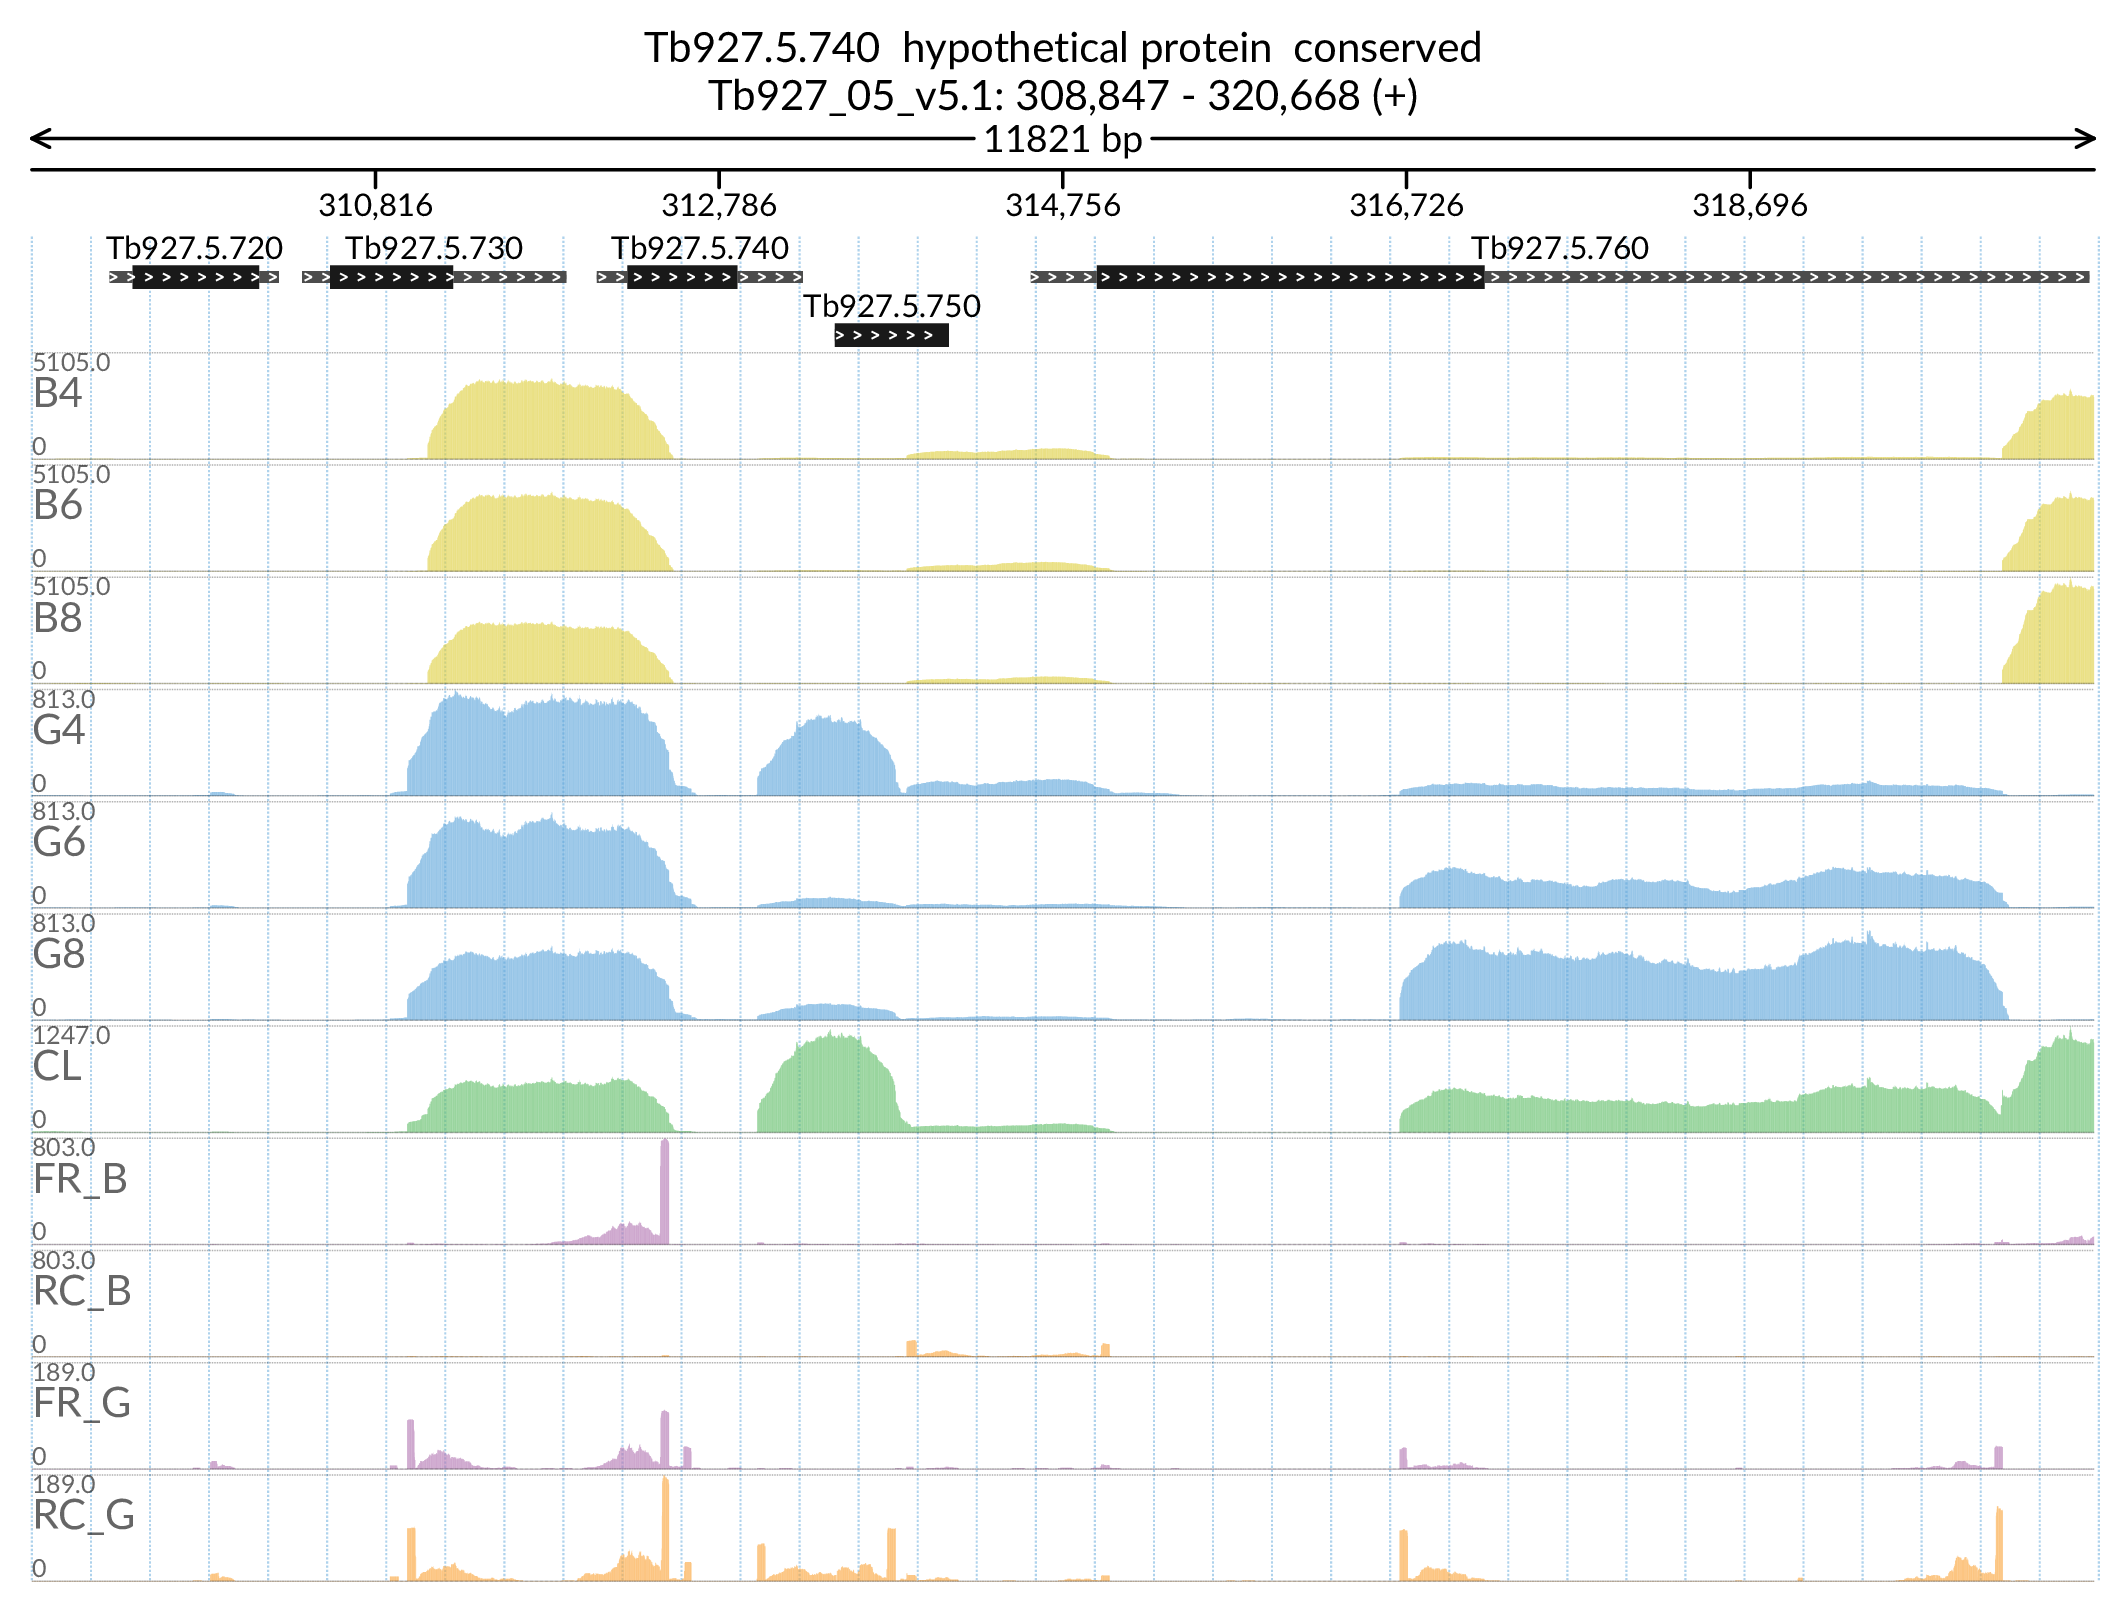 Tb927.5.740  hypothetical protein  conserved
Tb927_05_v5.1: 308,847 - 320,668 (+)
11821 bp
310,816 312,786 314,756 316,726 318,696
Tb927.5.720 Tb927.5.730 Tb927.5.740 Tb927.5.760
Tb927.5.750
5105.0
B4
0
5105.0
B6
0
5105.0
B8
0
813.0
G4
0
813.0
G6
0
813.0
G8
0
1247.0
CL
0
803.0
FR_B
0
803.0
RC_B
0
189.0
FR_G
0
189.0
RC_G
0